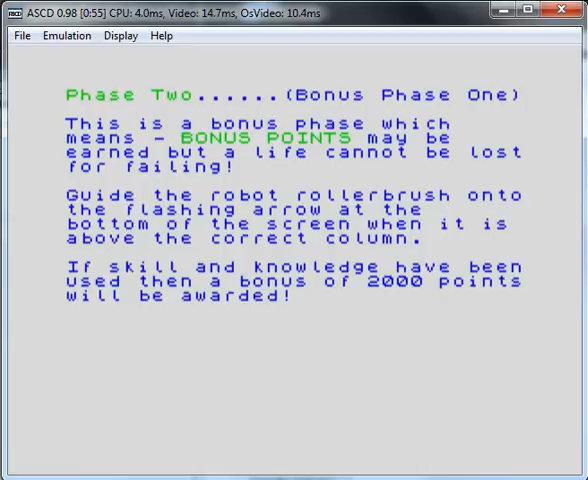 ASCD
ASCD 0.98 [0:55] CPU: 4.0ms, Video: 14.7ms, OsVideo: 10.4ms
File Emulation Display Help
Phase Two......(Bonus Phase One)
This is a bonus phase which
means - BONUS POINTS may be
earned but a life cannot be lost
for failing!
Guide the robot rollerbrush onto
the flashing arrow at the
bottom of the screen when it is
above the correct column.
If skill and knowledge have been
used then a bonus of 2000 points
will be awarded!